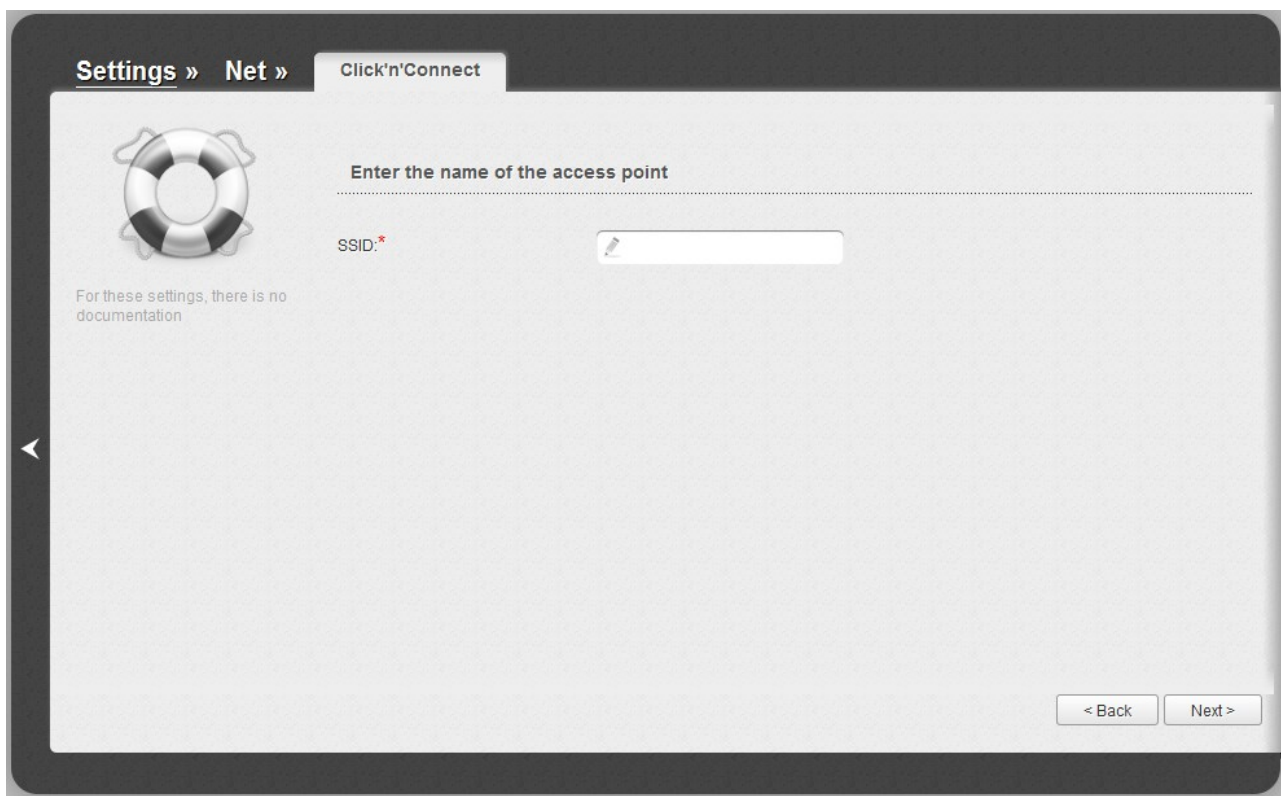 Settings » Net » Click'n'Connect
Enter the name of the access point
SSID:*
For these settings, there is no
documentation
< Back Next >